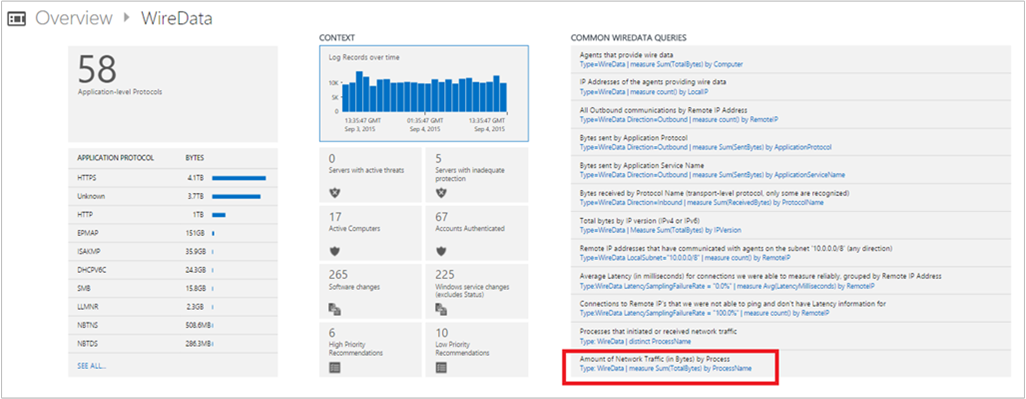 Overview ▸ WireData
58
Application-level Protocols
APPLICATION PROTOCOL BYTES
HTTPS 4.1TB
Unknown 3.7TB
HTTP 1TB
EPMAP 151GB
ISAKMP 35.9GB
DHCPV6C 24.3GB
SMB 15.8GB
LLMNR 2.3GB
NBTNS 508.6MB
NBTDS 286.3MB
SEE ALL...
CONTEXT
Log Records over time
10K
5K
0
13:35:47 GMT 01:35:47 GMT 13:35:47 GMT
Sep 3, 2015 Sep 4, 2015 Sep 4, 2015
0
Servers with active threats
5
Servers with inadequate
protection
17
Active Computers
67
Accounts Authenticated
265
Software changes
225
Windows service changes
(excludes Status)
6
High Priority
Recommendations
10
Low Priority
Recommendations
COMMON WIREDATA QUERIES
Agents that provide wire data
Type=WireData | measure Sum(TotalBytes) by Computer
IP Addresses of the agents providing wire data
Type=WireData | measure count() by LocalIP
All Outbound communications by Remote IP Address
Type=WireData Direction=Outbound | measure count() by RemoteIP
Bytes sent by Application Protocol
Type=WireData Direction=Outbound | measure Sum(SentBytes) by ApplicationProtocol
Bytes sent by Application Service Name
Type=WireData Direction=Outbound | measure Sum(SentBytes) by ApplicationServiceName
Bytes received by Protocol Name (transport-level protocol, only some are recognized)
Type=WireData Direction=Inbound | measure Sum(ReceivedBytes) by ProtocolName
Total bytes by IP version (IPv4 or IPv6)
Type=WireData | Measure Sum(TotalBytes) by IPVersion
Remote IP addresses that have communicated with agents on the subnet '10.0.0.0/8' (any direction)
Type=WireData LocalSubnet="10.0.0.0/8" | measure count() by RemoteIP
Average Latency (in milliseconds) for connections we were able to measure reliably, grouped by Remote IP Address
Type:WireData LatencySamplingFailureRate = "0.0%" | measure Avg(LatencyMilliseconds) by RemoteIP
Connections to Remote IP's that we were not able to ping and don't have Latency information for
Type:WireData LatencySamplingFailureRate = "100.0%" | measure count() by RemoteIP
Processes that initiated or received network traffic
Type: WireData | distinct ProcessName
Amount of Network Traffic (in Bytes) by Process
Type: WireData | measure Sum(TotalBytes) by ProcessName